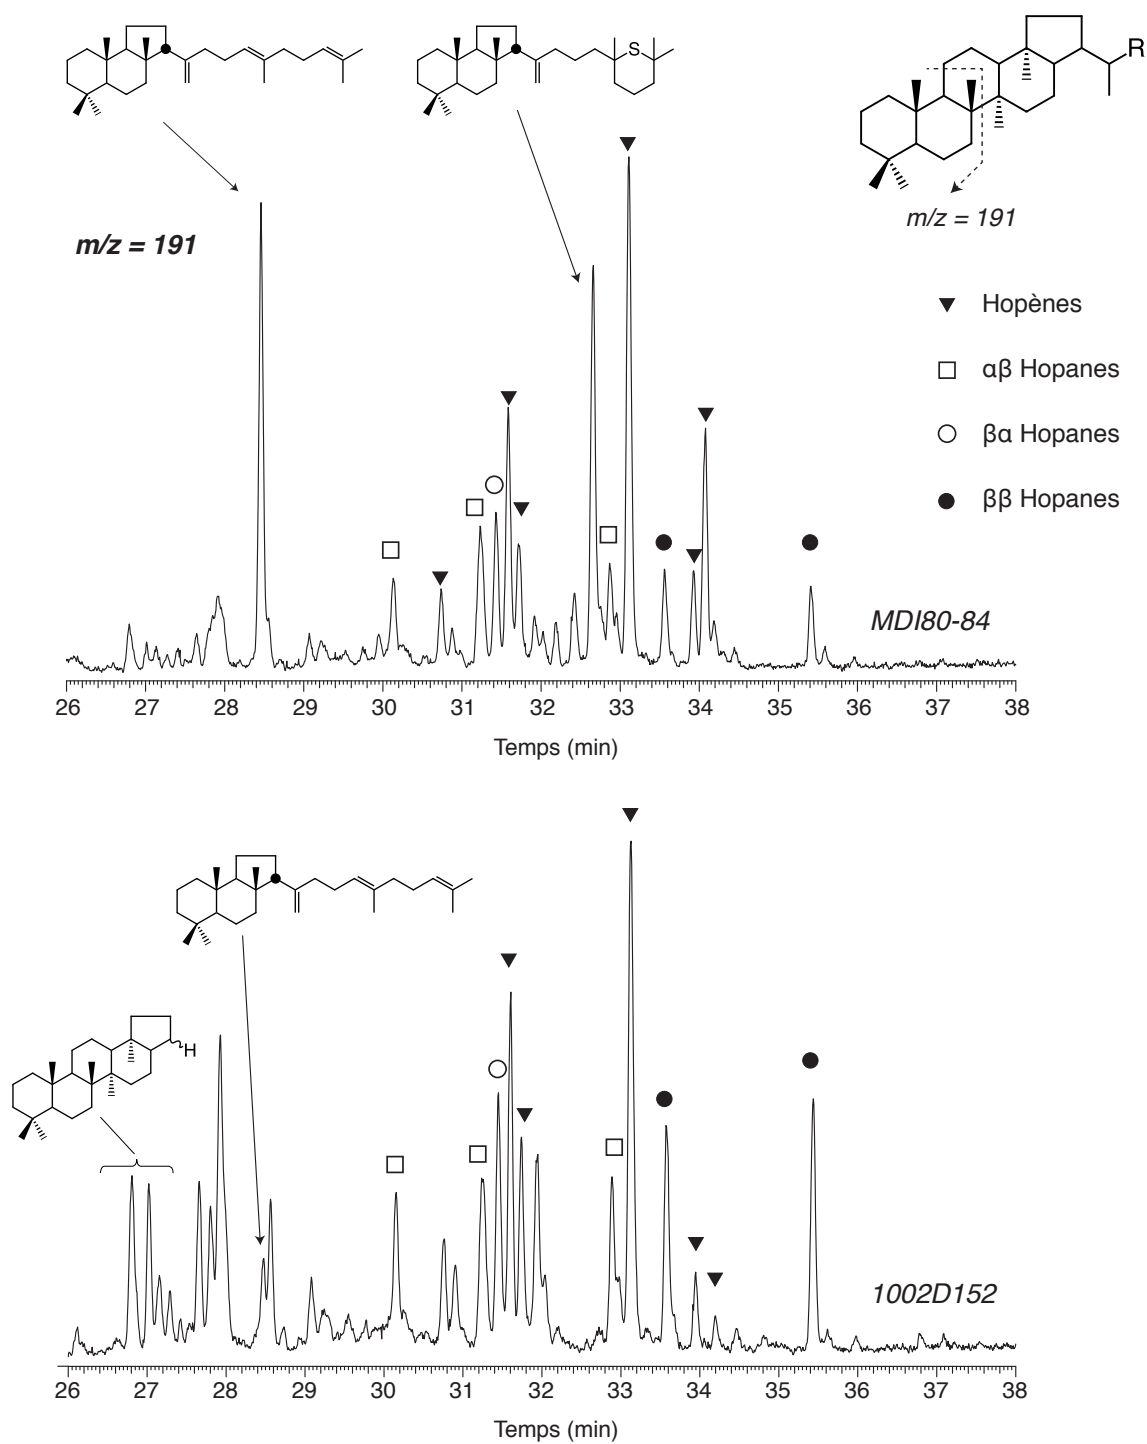 S
R
m/z = 191
m/z = 191
Hopènes
αβ Hopanes
βα Hopanes
ββ Hopanes
MDI80-84
26 27 28 29 30 31 32 33 34 35 36 37 38
Temps (min)
H
1002D152
26 27 28 29 30 31 32 33 34 35 36 37 38
Temps (min)